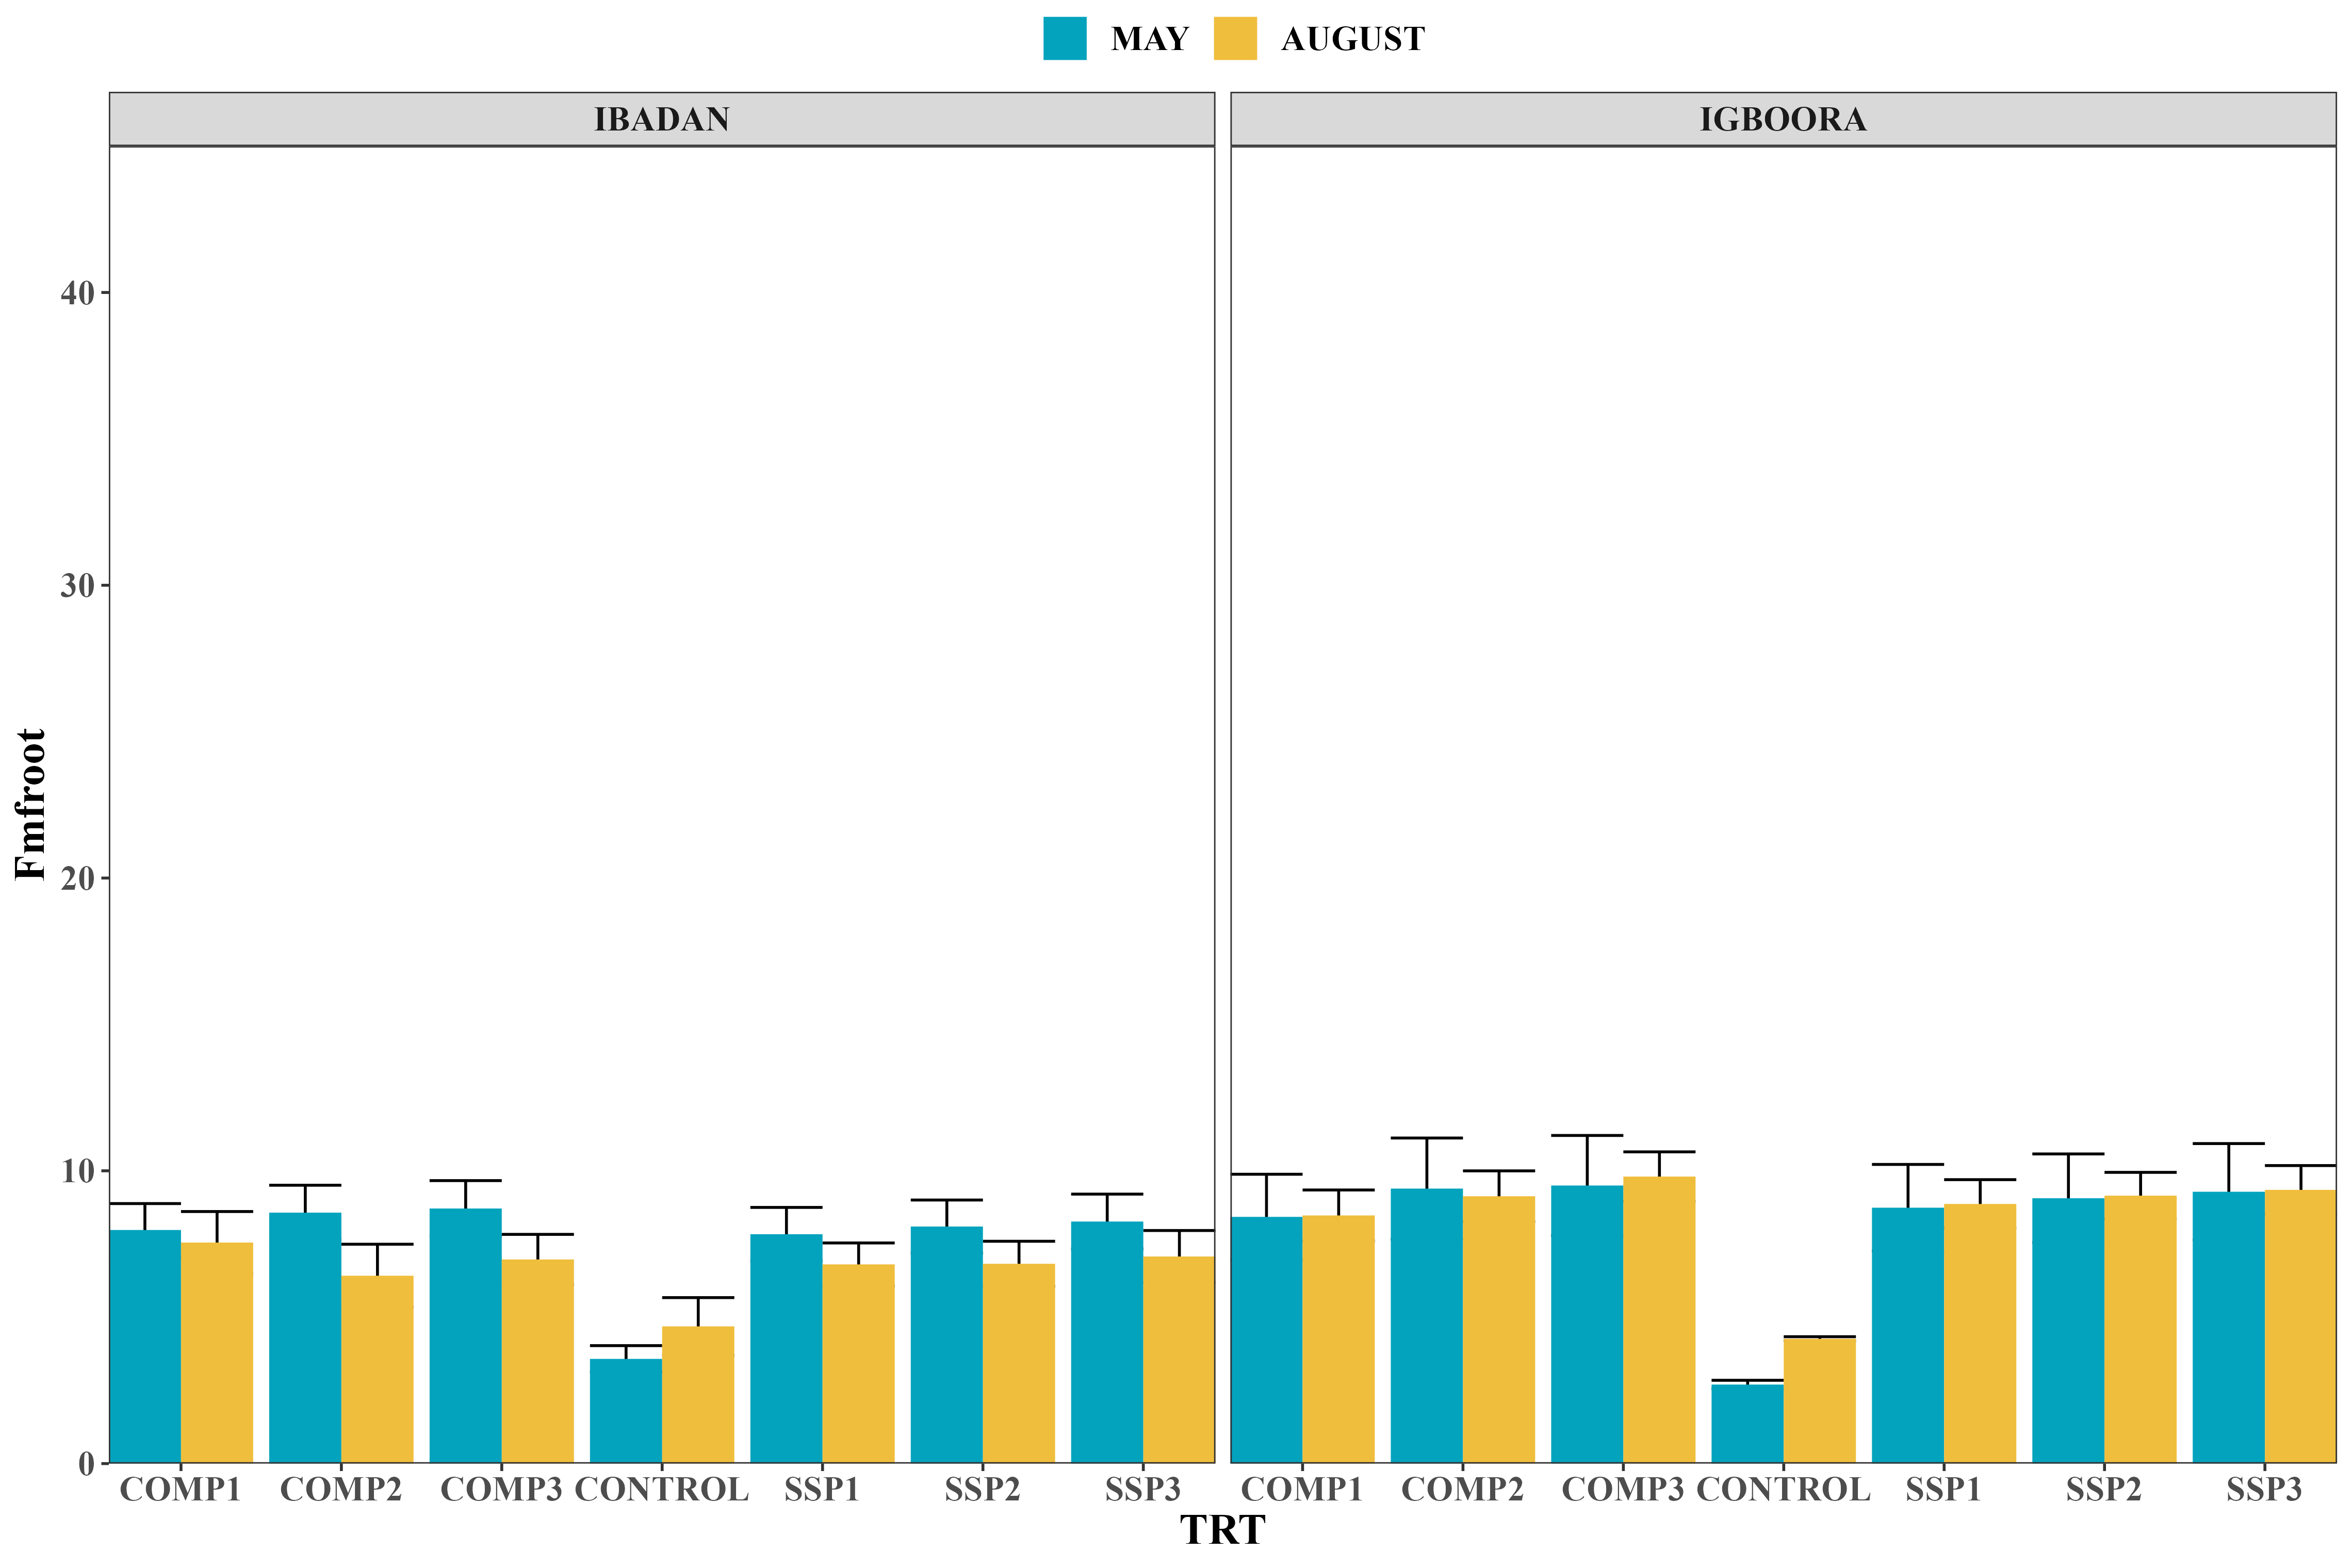 MAY AUGUST
IBADAN IGBOORA
40
30
20
10
0
Fmfroot
COMP1 COMP2 COMP3 CONTROL SSP1 SSP2 SSP3 COMP1 COMP2 COMP3 CONTROL SSP1 SSP2 SSP3
TRT